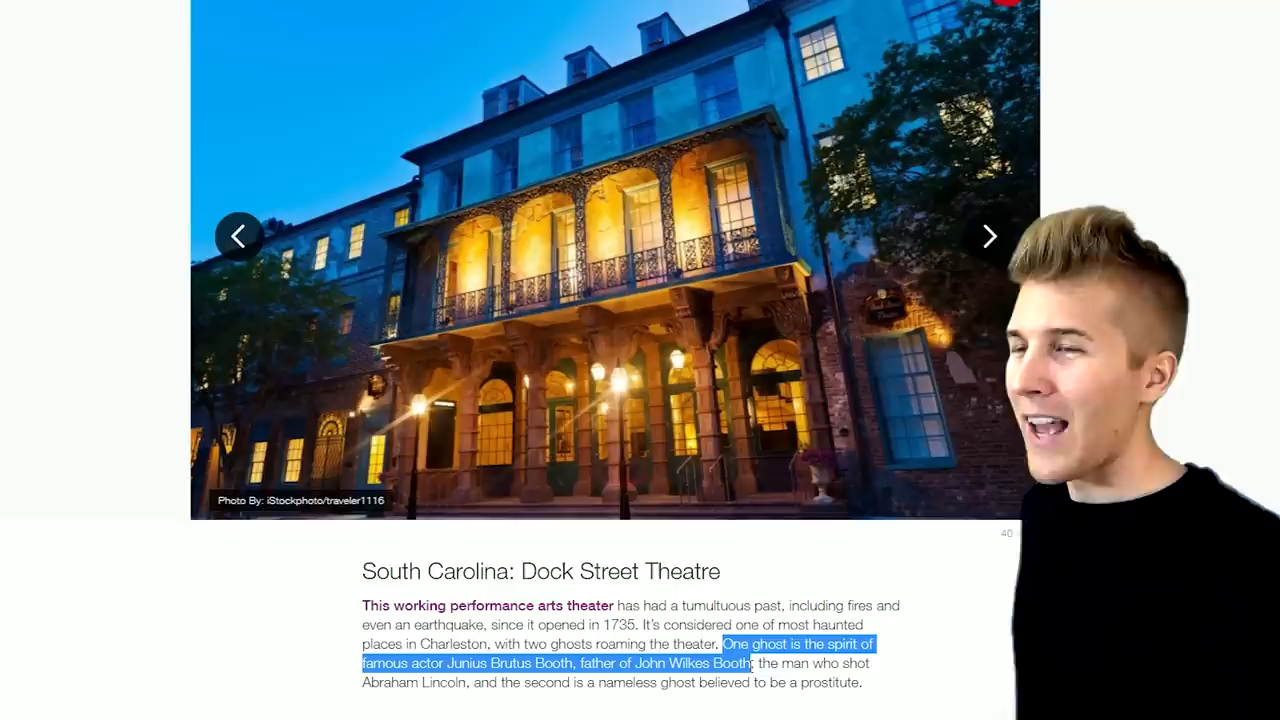 Photo By: iStockphoto/traveler1116
40
South Carolina: Dock Street Theatre
This working performance arts theater has had a tumultuous past, including fires and
even an earthquake, since it opened in 1735. It's considered one of most haunted
places in Charleston, with two ghosts roaming the theater. One ghost is the spirit of
famous actor Junius Brutus Booth, father of John Wilkes Booth; the man who shot
Abraham Lincoln, and the second is a nameless ghost believed to be a prostitute.